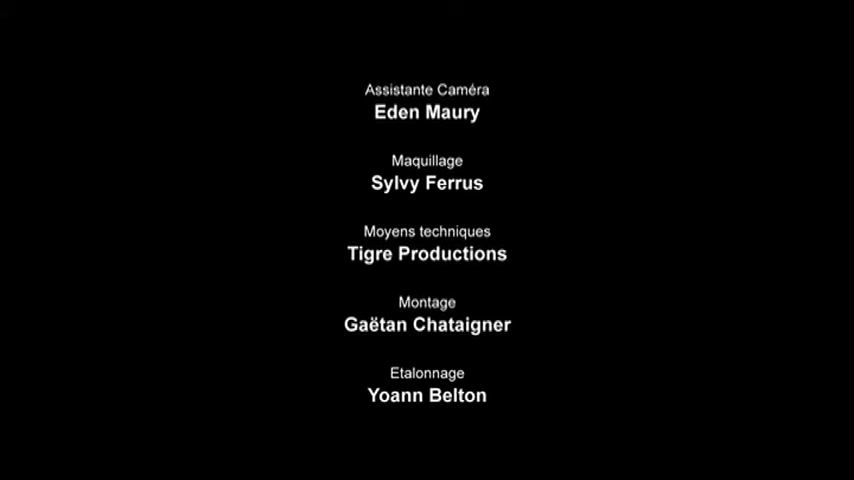 Assistante Caméra
Eden Maury
Maquillage
Sylvy Ferrus
Moyens techniques
Tigre Productions
Montage
Gaëtan Chataigner
Etalonnage
Yoann Belton